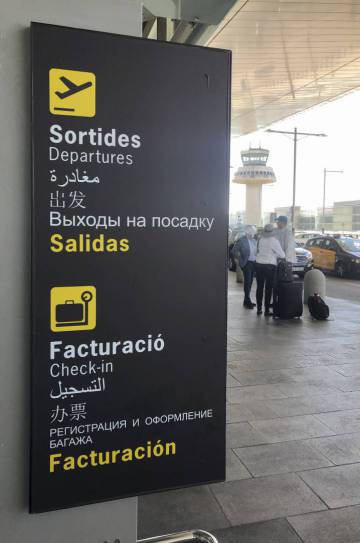 Sortides
Departures
مغادرة
出发
Выходы на посадку
Salidas
Facturació
Check-in
التسجيل
办票
РЕГИСТРАЦИЯ И ОФОРМЛЕНИЕ
БАГАЖА
Facturación